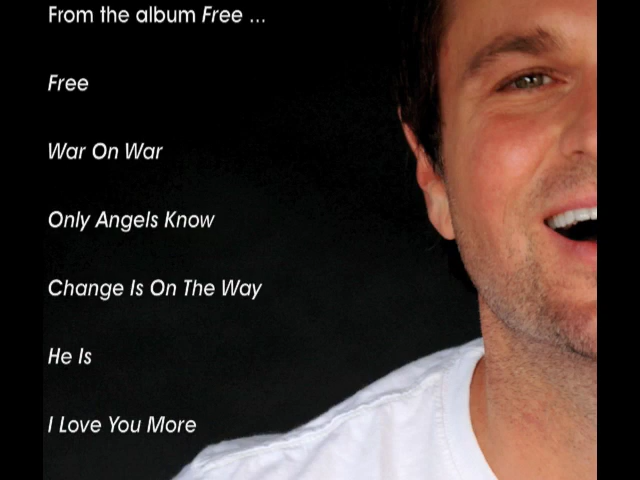 From the album Free ...
Free
War On War
Only Angels Know
Change Is On The Way
He Is
I Love You More